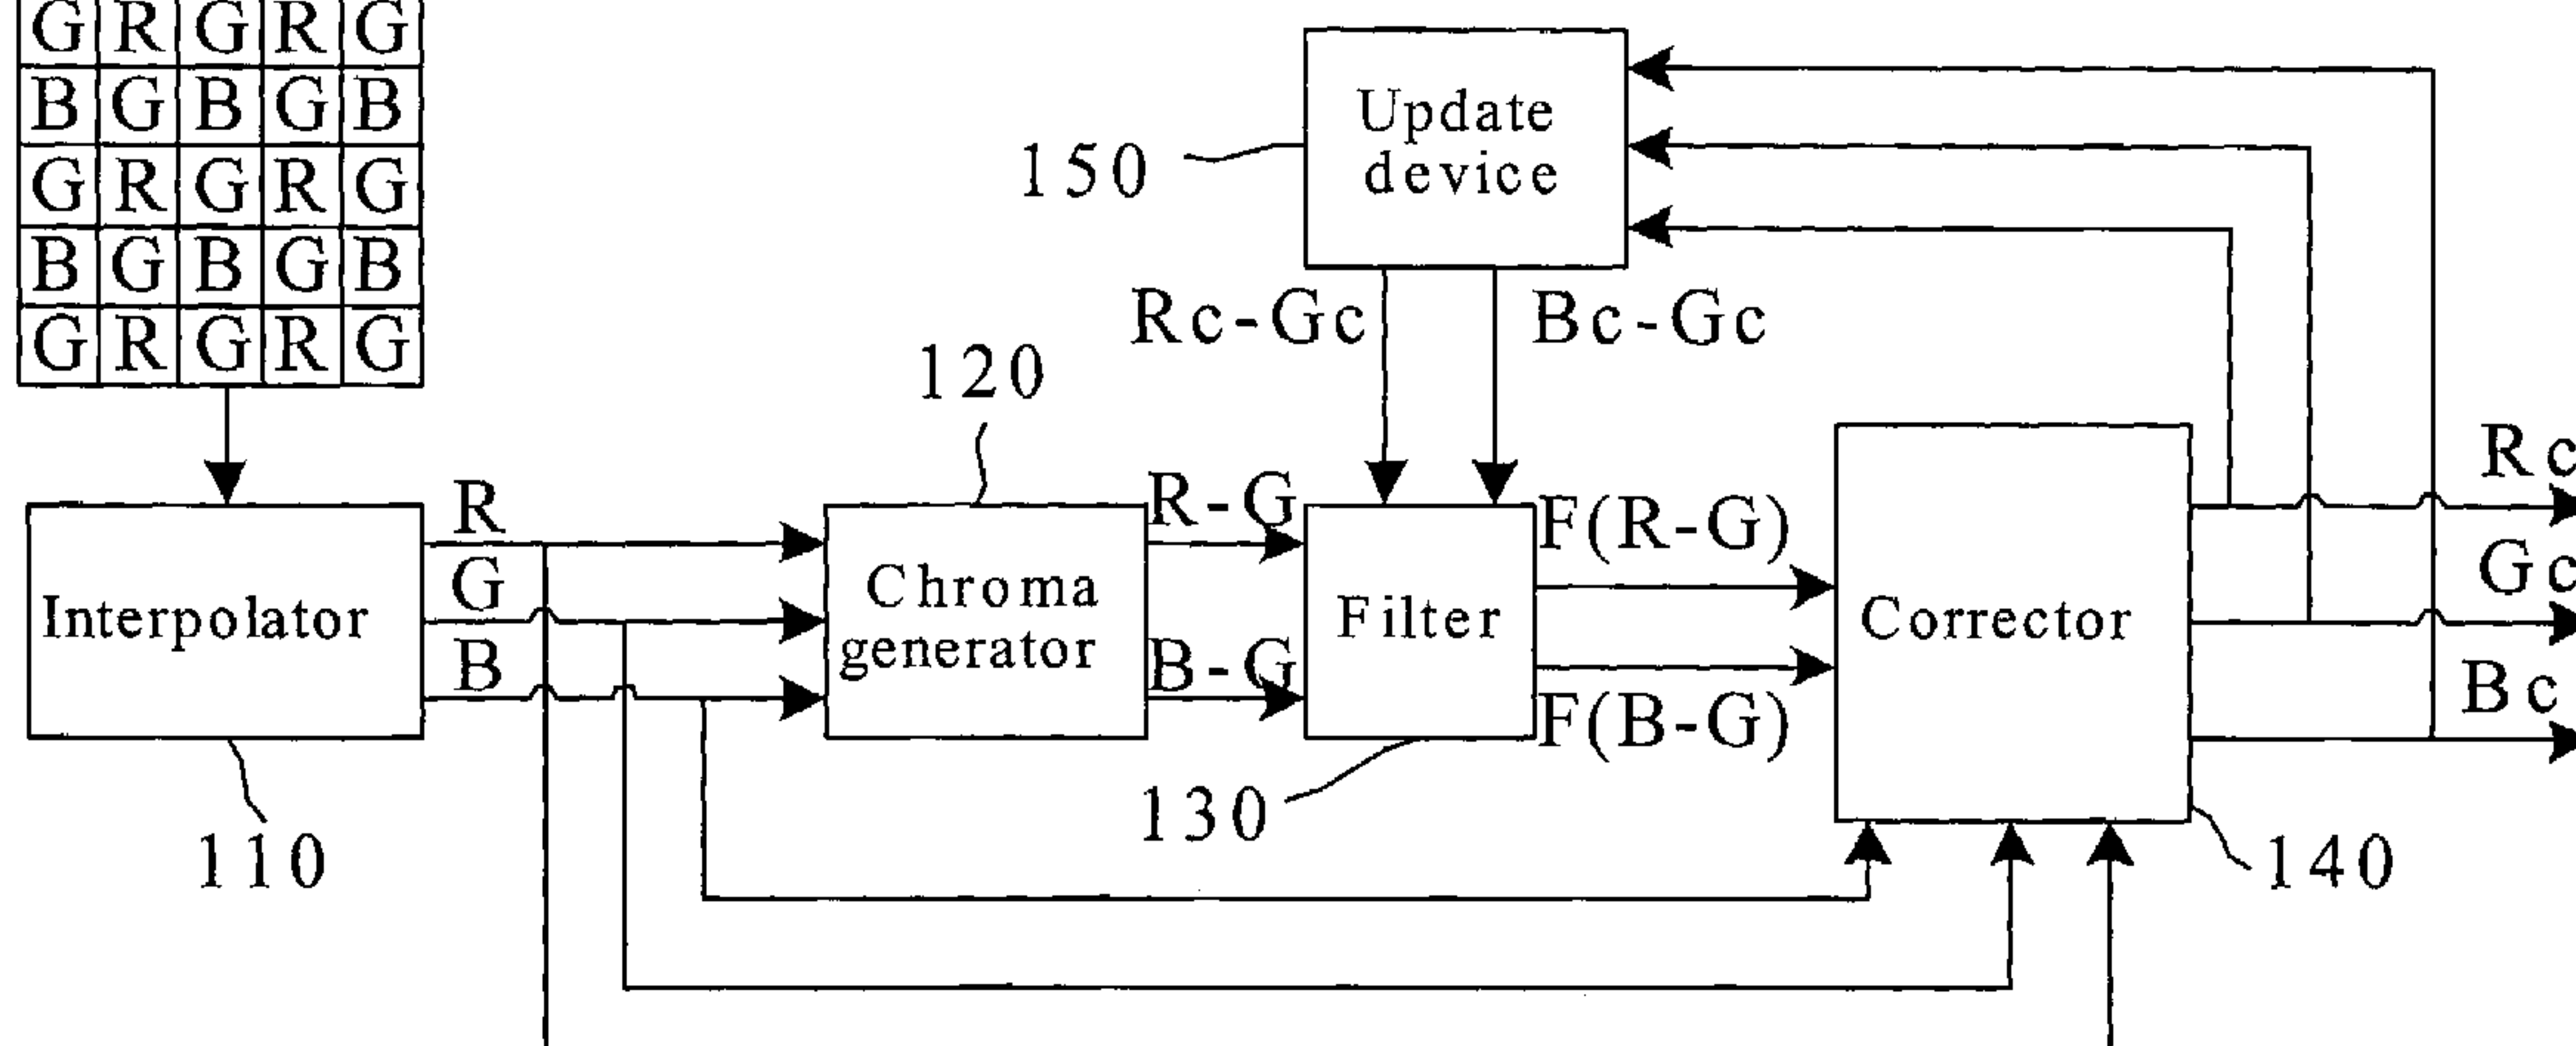 G R G R G
B G B G B
G R G R G
B G B G B
G R G R G
Update
device
150
Rc-Gc
Bc-Gc
120
R
G
B
Interpolator
110
Chroma
generator
R-G
B-G
Filter
130
F(R-G)
F(B-G)
Corrector
140
Rc
Gc
Bc